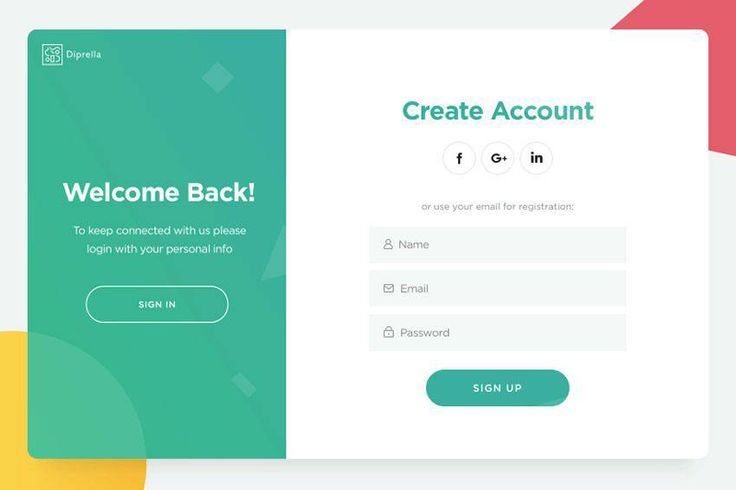 Diprella
Welcome Back!
To keep connected with us please
login with your personal info
SIGN IN
Create Account
f G+ in
or use your email for registration:
Name
Email
Password
SIGN UP